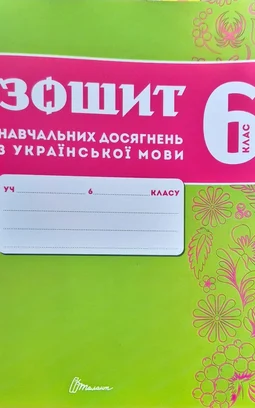 ЗОШИТ
НАВЧАЛЬНИХ ДОСЯГНЕНЬ
З УКРАЇНСЬКОЇ МОВИ
6
КЛАС
УЧ 6 КЛАСУ
Талант